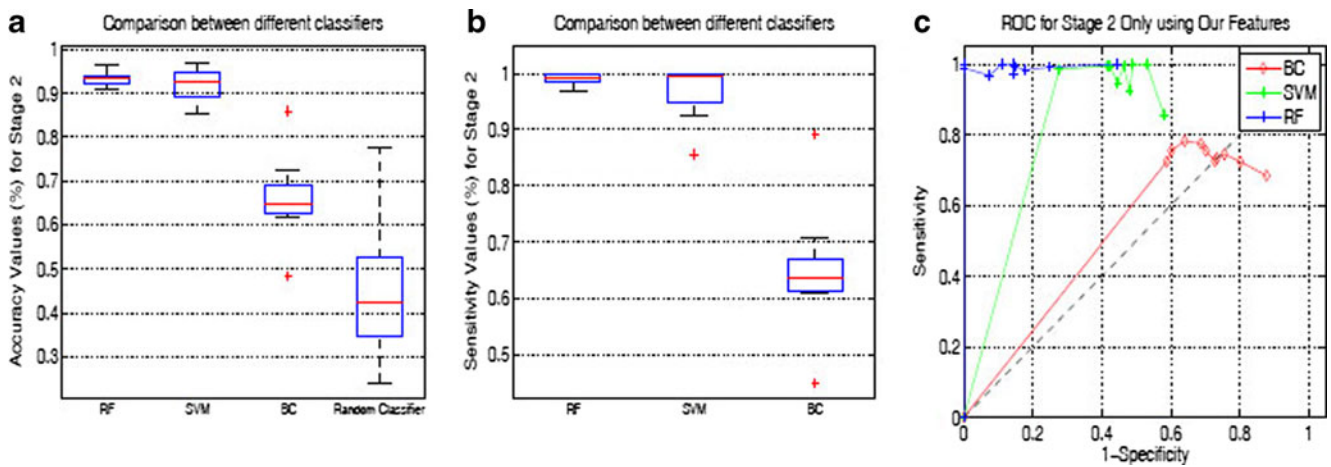 a
Comparison between different classifiers
Accuracy Values (%) for Stage 2
1
0.9
0.8
0.7
0.6
0.5
0.4
0.3
RF
SVM
BC
Random Classifier
b
Comparison between different classifiers
Sensitivity Values (%) for Stage 2
1
0.9
0.8
0.7
0.6
0.5
RF
SVM
BC
c
ROC for Stage 2 Only using Our Features
Sensitivity
1
0.8
0.6
0.4
0.2
0
0
0.2
0.4
0.6
0.8
1
1-Specificity
BC
SVM
RF